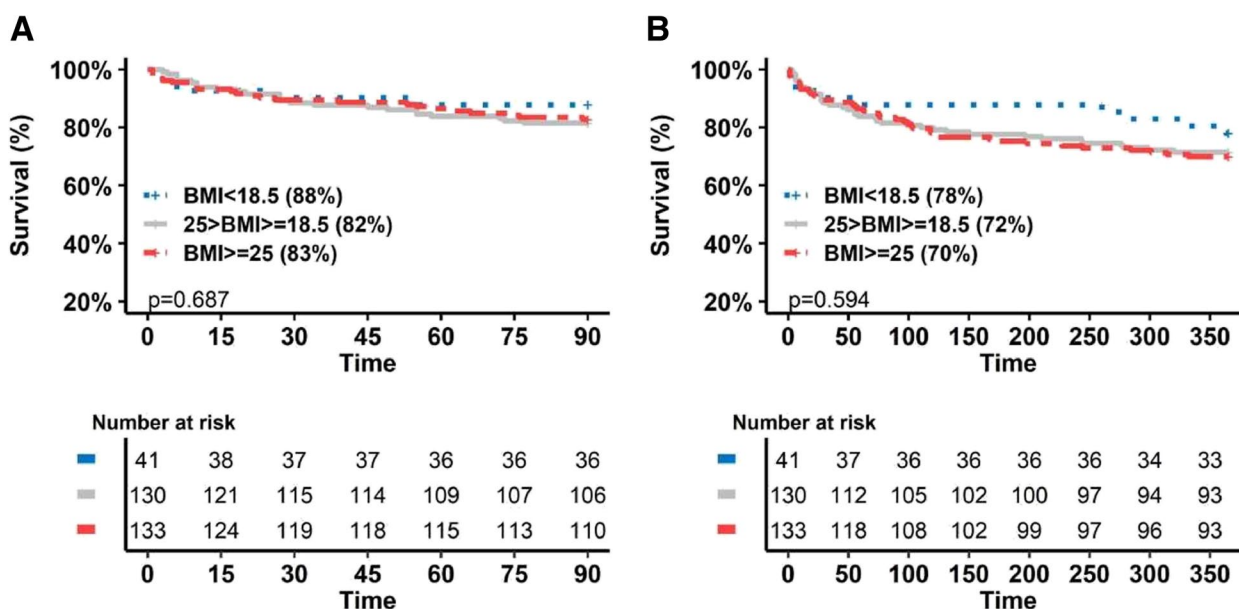 A
100%
80%
60%
40%
20%
Survival (%)
BMI<18.5 (88%)
25>BMI>=18.5 (82%)
BMI>=25 (83%)
p=0.687
0 15 30 45 60 75 90
Time
Number at risk
41 38 37 37 36 36 36
130 121 115 114 109 107 106
133 124 119 118 115 113 110
0 15 30 45 60 75 90
Time
B
100%
80%
60%
40%
20%
Survival (%)
BMI<18.5 (78%)
25>BMI>=18.5 (72%)
BMI>=25 (70%)
p=0.594
0 50 100 150 200 250 300 350
Time
Number at risk
41 37 36 36 36 36 34 33
130 112 105 102 100 97 94 93
133 118 108 102 99 97 96 93
0 50 100 150 200 250 300 350
Time